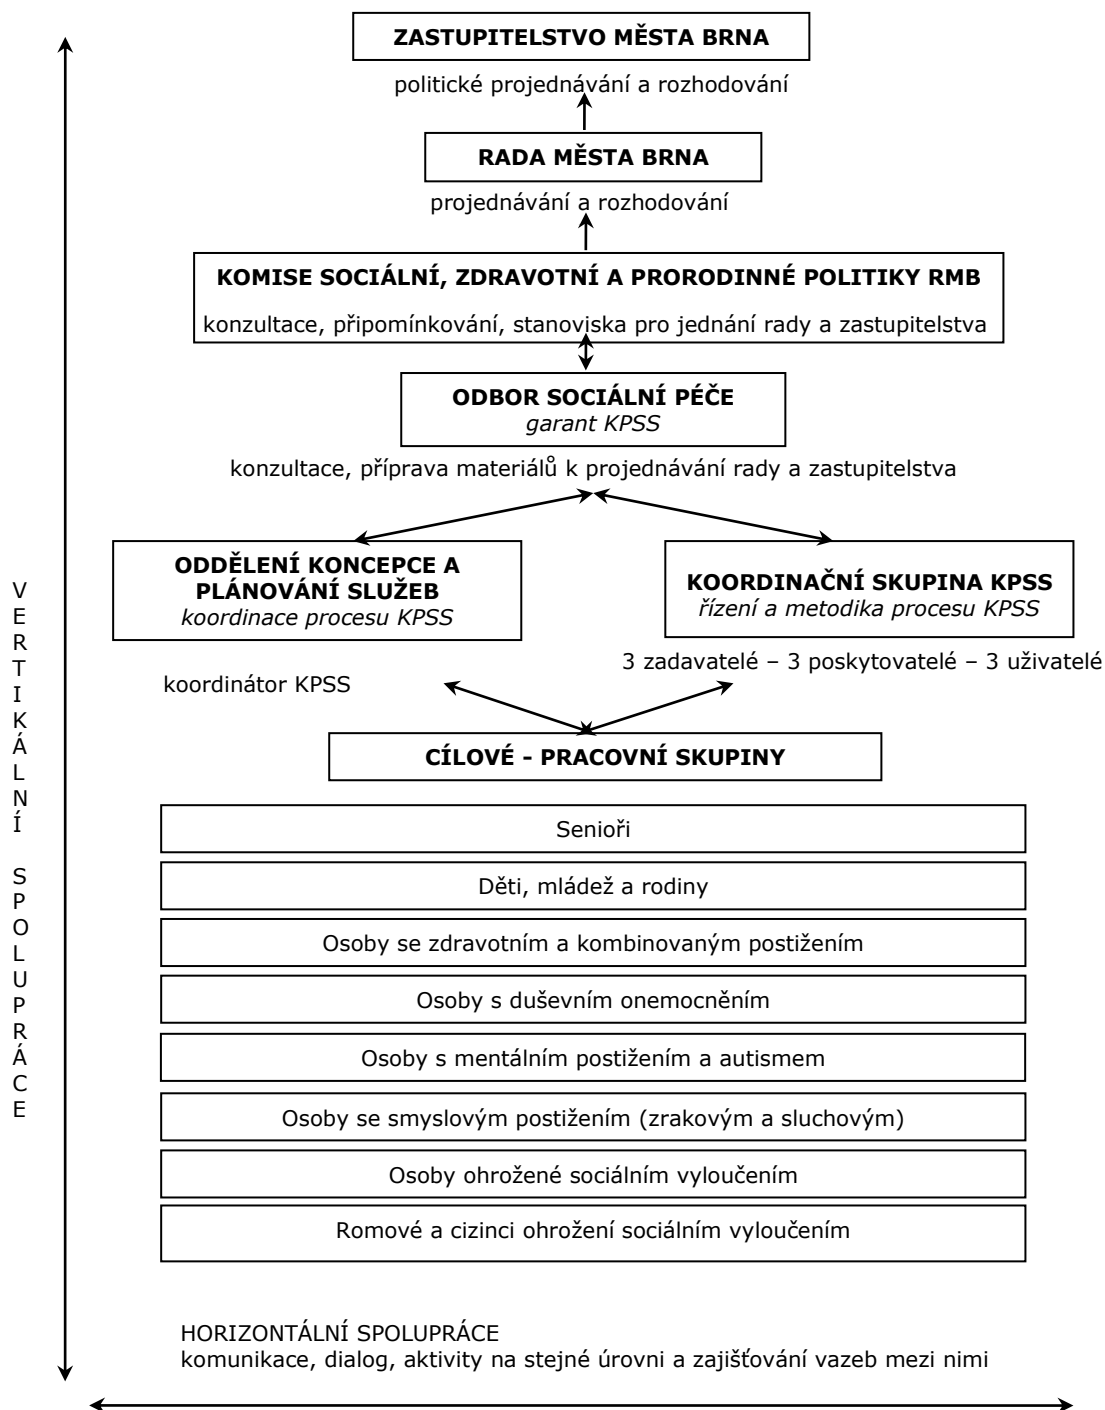 ZASTUPITELSTVO MĚSTA BRNA
politické projednávání a rozhodování
RADA MĚSTA BRNA
projednávání a rozhodování
KOMISE SOCIÁLNÍ, ZDRAVOTNÍ A PRORODINNÉ POLITIKY RMB
konzultace, připomínkování, stanoviska pro jednání rady a zastupitelstva
ODBOR SOCIÁLNÍ PÉČE
garant KPSS
konzultace, příprava materiálů k projednávání rady a zastupitelstva
ODDĚLENÍ KONCEPCE A
PLÁNOVÁNÍ SLUŽEB
koordinace procesu KPSS
KOORDINAČNÍ SKUPINA KPSS
řízení a metodika procesu KPSS
3 zadavatelé – 3 poskytovatelé – 3 uživatelé
koordinátor KPSS
CÍLOVÉ - PRACOVNÍ SKUPINY
Senioři
Děti, mládež a rodiny
Osoby se zdravotním a kombinovaným postižením
Osoby s duševním onemocněním
Osoby s mentálním postižením a autismem
Osoby se smyslovým postižením (zrakovým a sluchovým)
Osoby ohrožené sociálním vyloučením
Romové a cizinci ohrožení sociálním vyloučením
VERTIKÁLNÍ SPOLUPRÁCE
HORIZONTÁLNÍ SPOLUPRÁCE
komunikace, dialog, aktivity na stejné úrovni a zajišťování vazeb mezi nimi